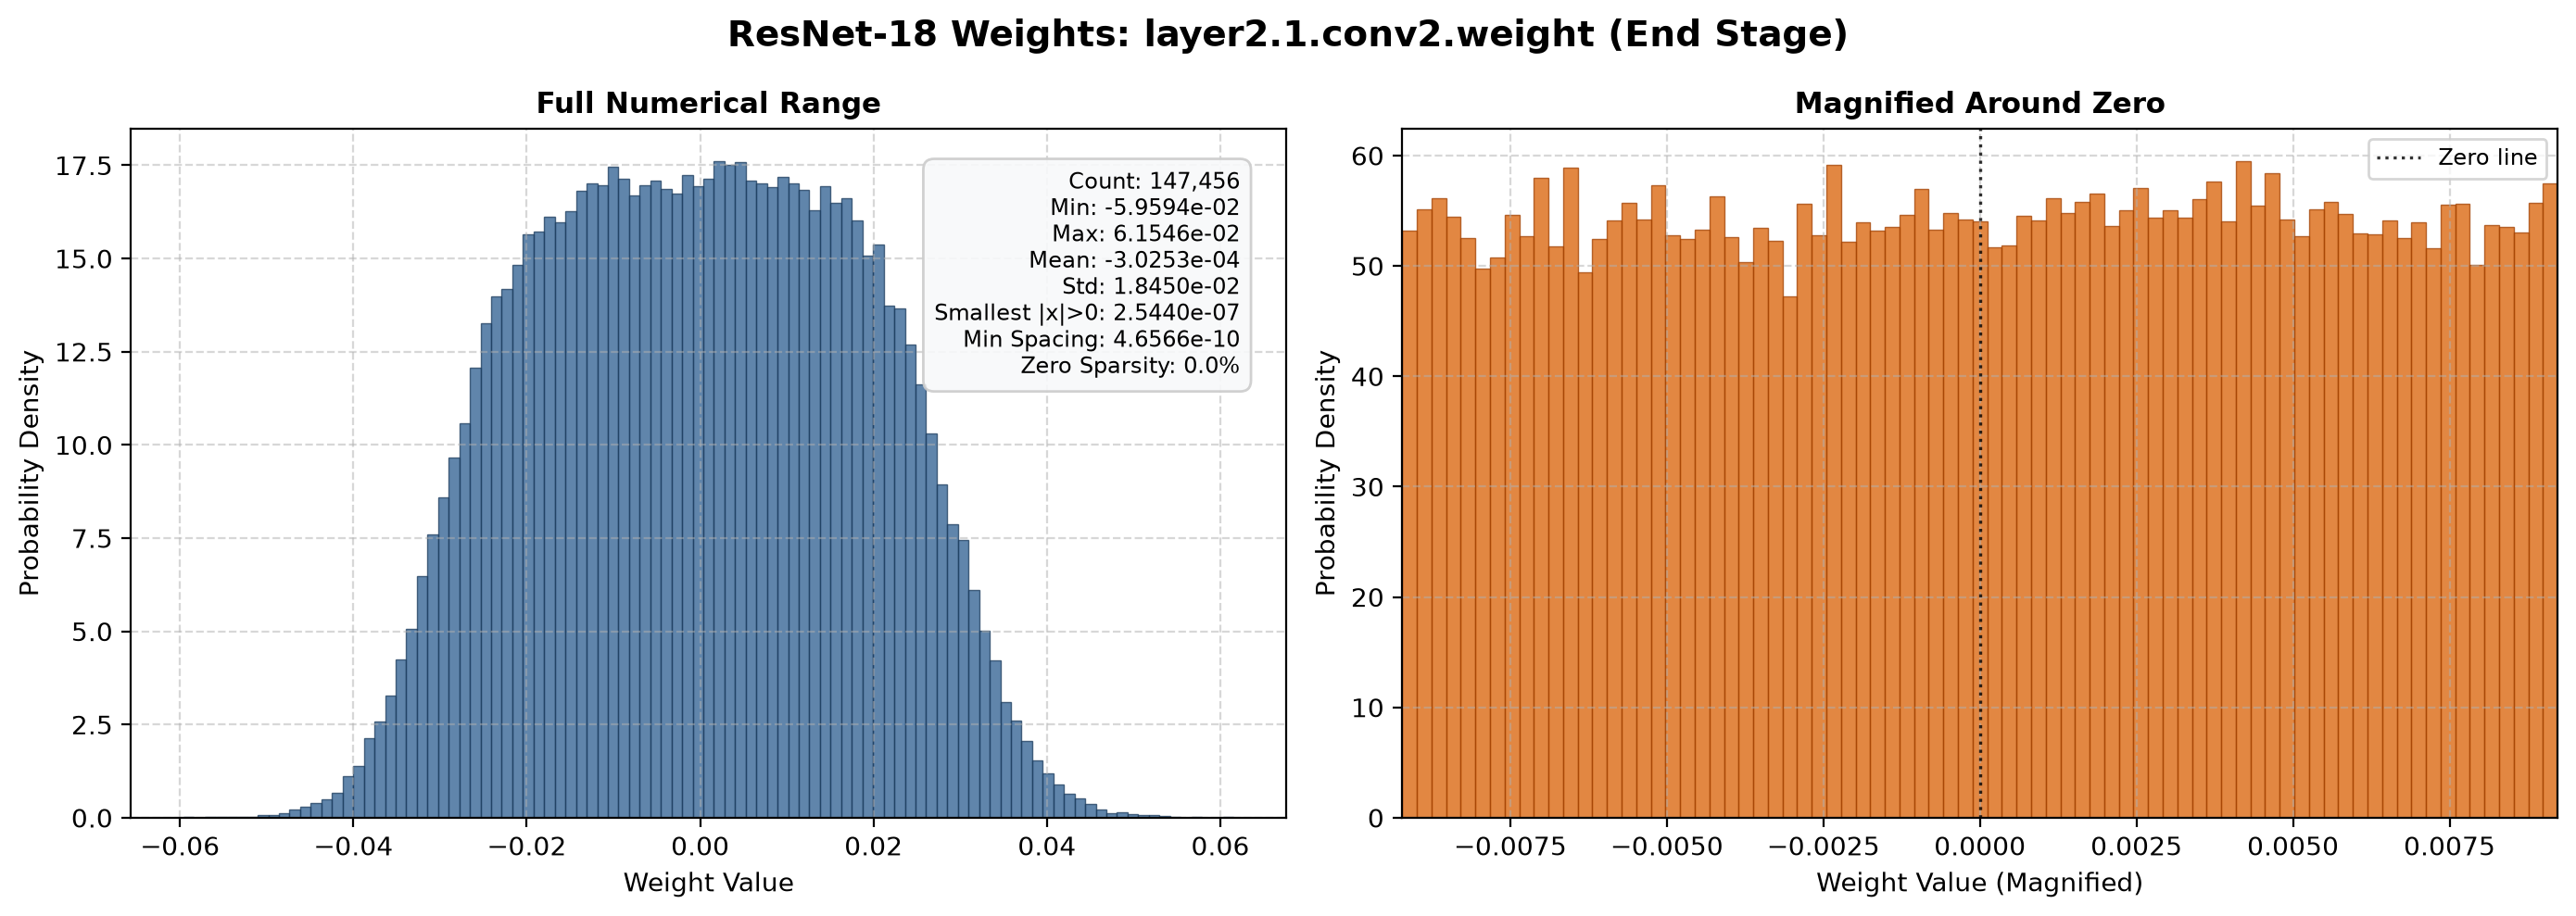 ResNet-18 Weights: layer2.1.conv2.weight (End Stage)
Full Numerical Range
Probability Density
17.5
15.0
12.5
10.0
7.5
5.0
2.5
0.0
Count: 147,456
Min: -5.9594e-02
Max: 6.1546e-02
Mean: -3.0253e-04
Std: 1.8450e-02
Smallest |x|>0: 2.5440e-07
Min Spacing: 4.6566e-10
Zero Sparsity: 0.0%
−0.06 −0.04 −0.02 0.00 0.02 0.04 0.06
Weight Value
Magnified Around Zero
Probability Density
60
50
40
30
20
10
0
Zero line
−0.0075 −0.0050 −0.0025 0.0000 0.0025 0.0050 0.0075
Weight Value (Magnified)